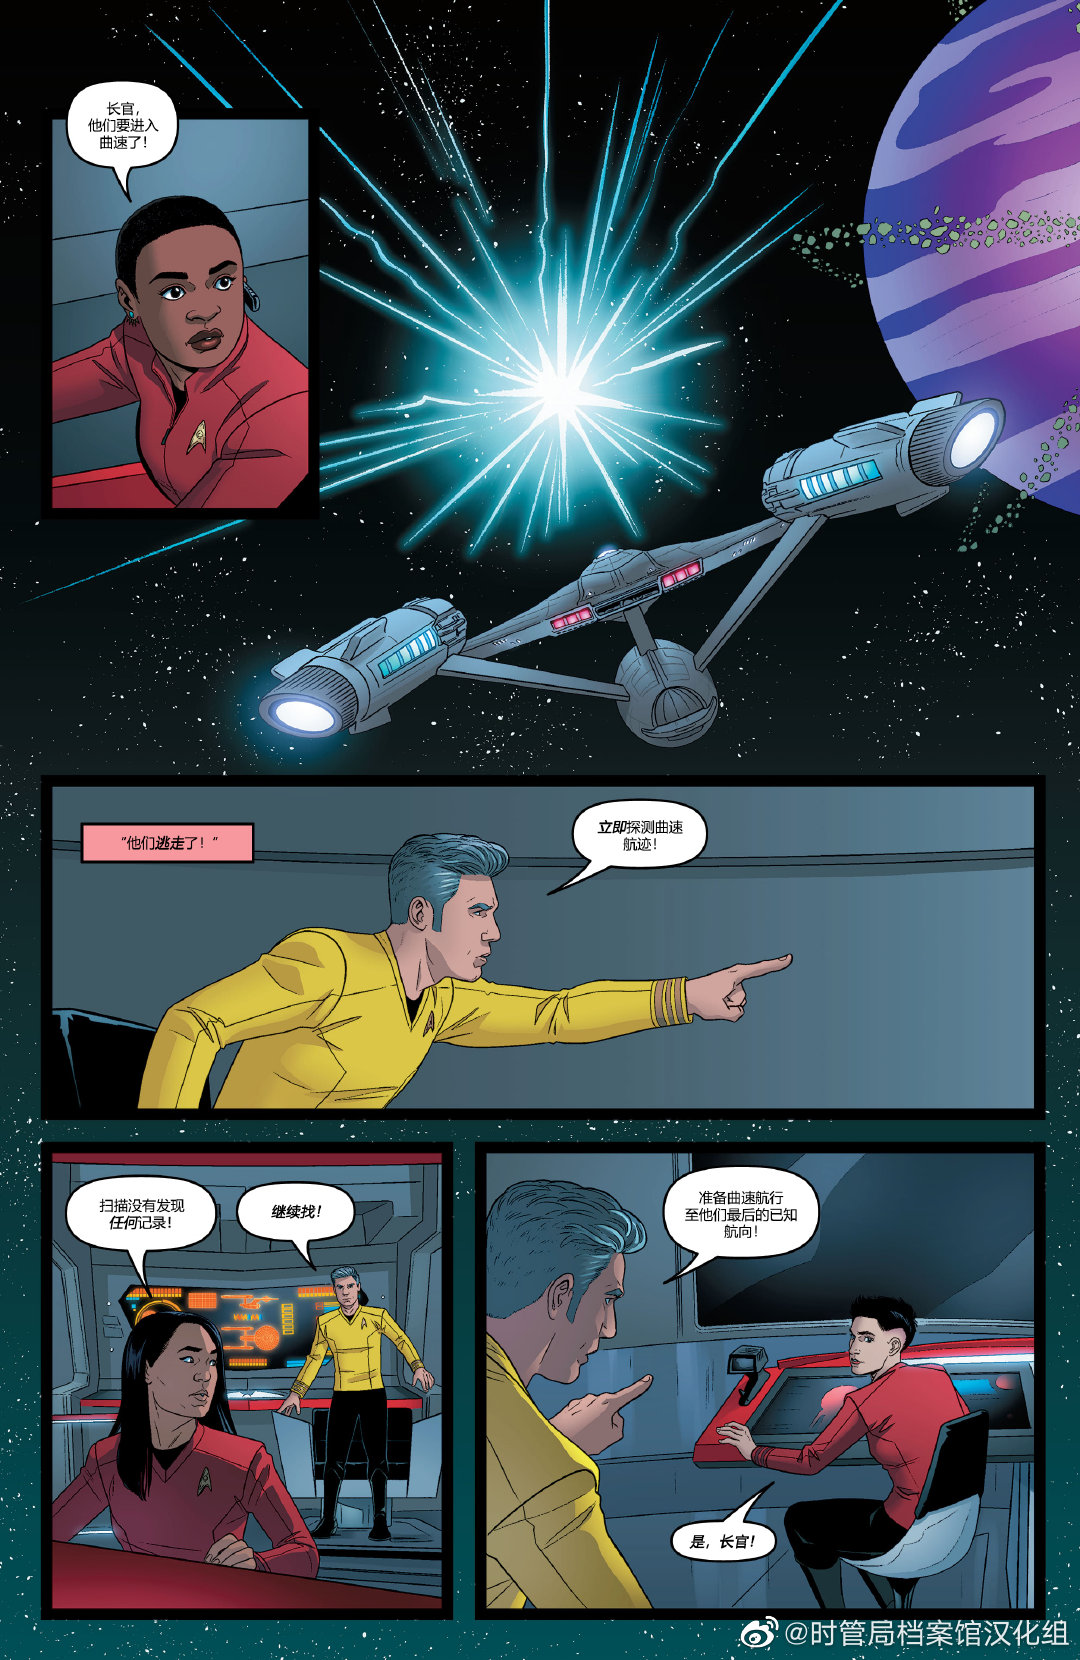 长官，
他们要进入
曲速了！
“他们逃走了！”
立即探测曲速
航迹！
扫描没有发现
任何记录！
继续找！
准备曲速航行
至他们最后的已知
航向！
是，长官！
@时管局档案馆汉化组